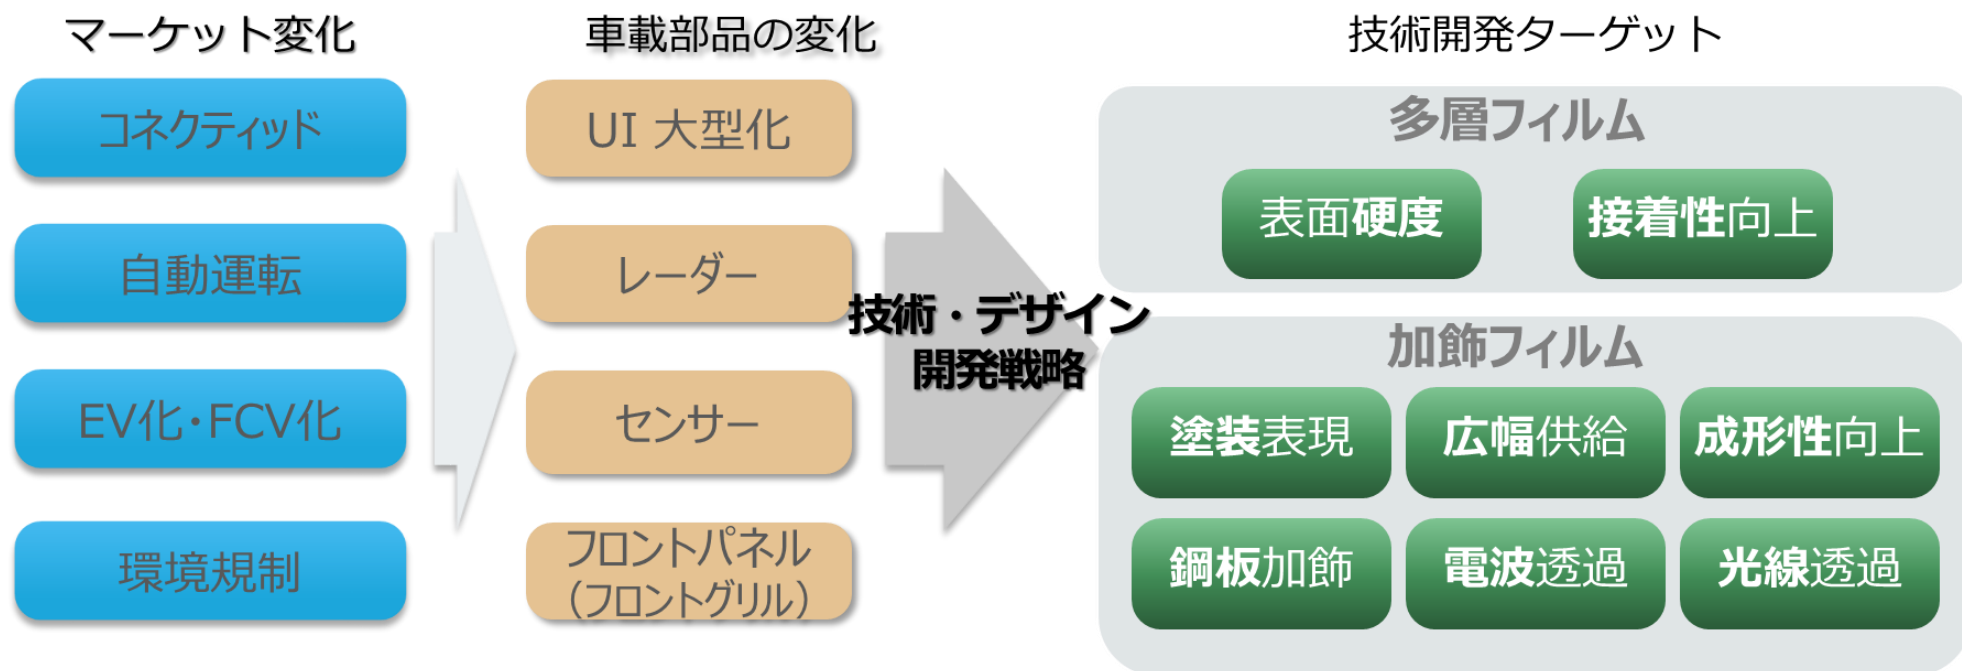 マーケット変化
車載部品の変化
技術開発ターゲット
コネクティッド
自動運転
EV化・FCV化
環境規制
UI 大型化
レーダー
センサー
フロントパネル
（フロントグリル）
技術・デザイン
開発戦略
多層フィルム
表面硬度
接着性向上
加飾フィルム
塗装表現
広幅供給
成形性向上
鋼板加飾
電波透過
光線透過